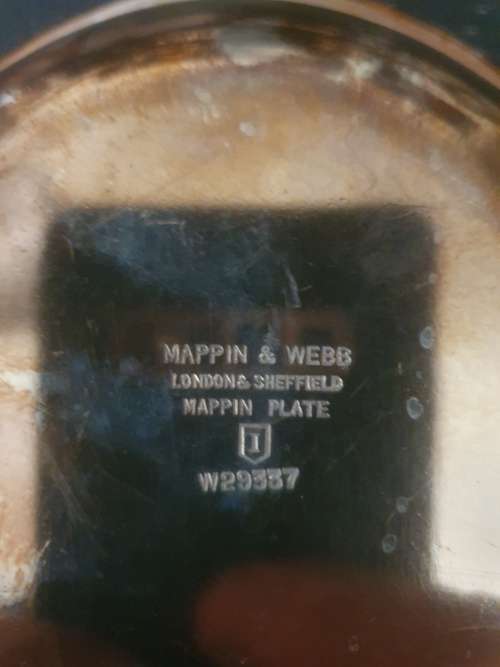 MAPPIN & WEBB
LONDON & SHEFFIELD
MAPPIN PLATE
I
W29337